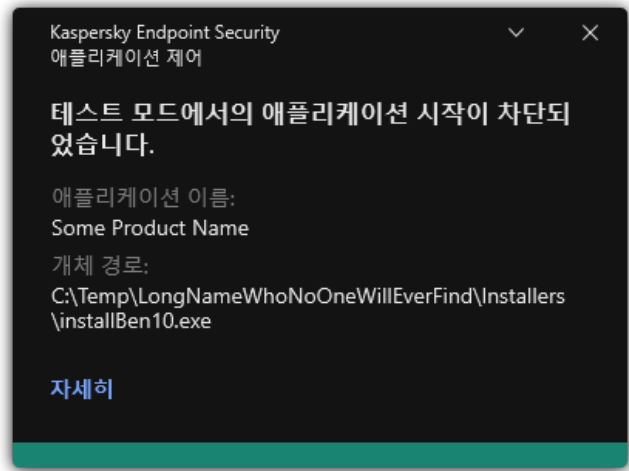 Kaspersky Endpoint Security
애플리케이션 제어
테스트 모드에서의 애플리케이션 시작이 차단되
었습니다.
애플리케이션 이름:
Some Product Name
개체 경로:
C:\Temp\LongNameWhoNoOneWillEverFind\Installers
\installBen10.exe
자세히